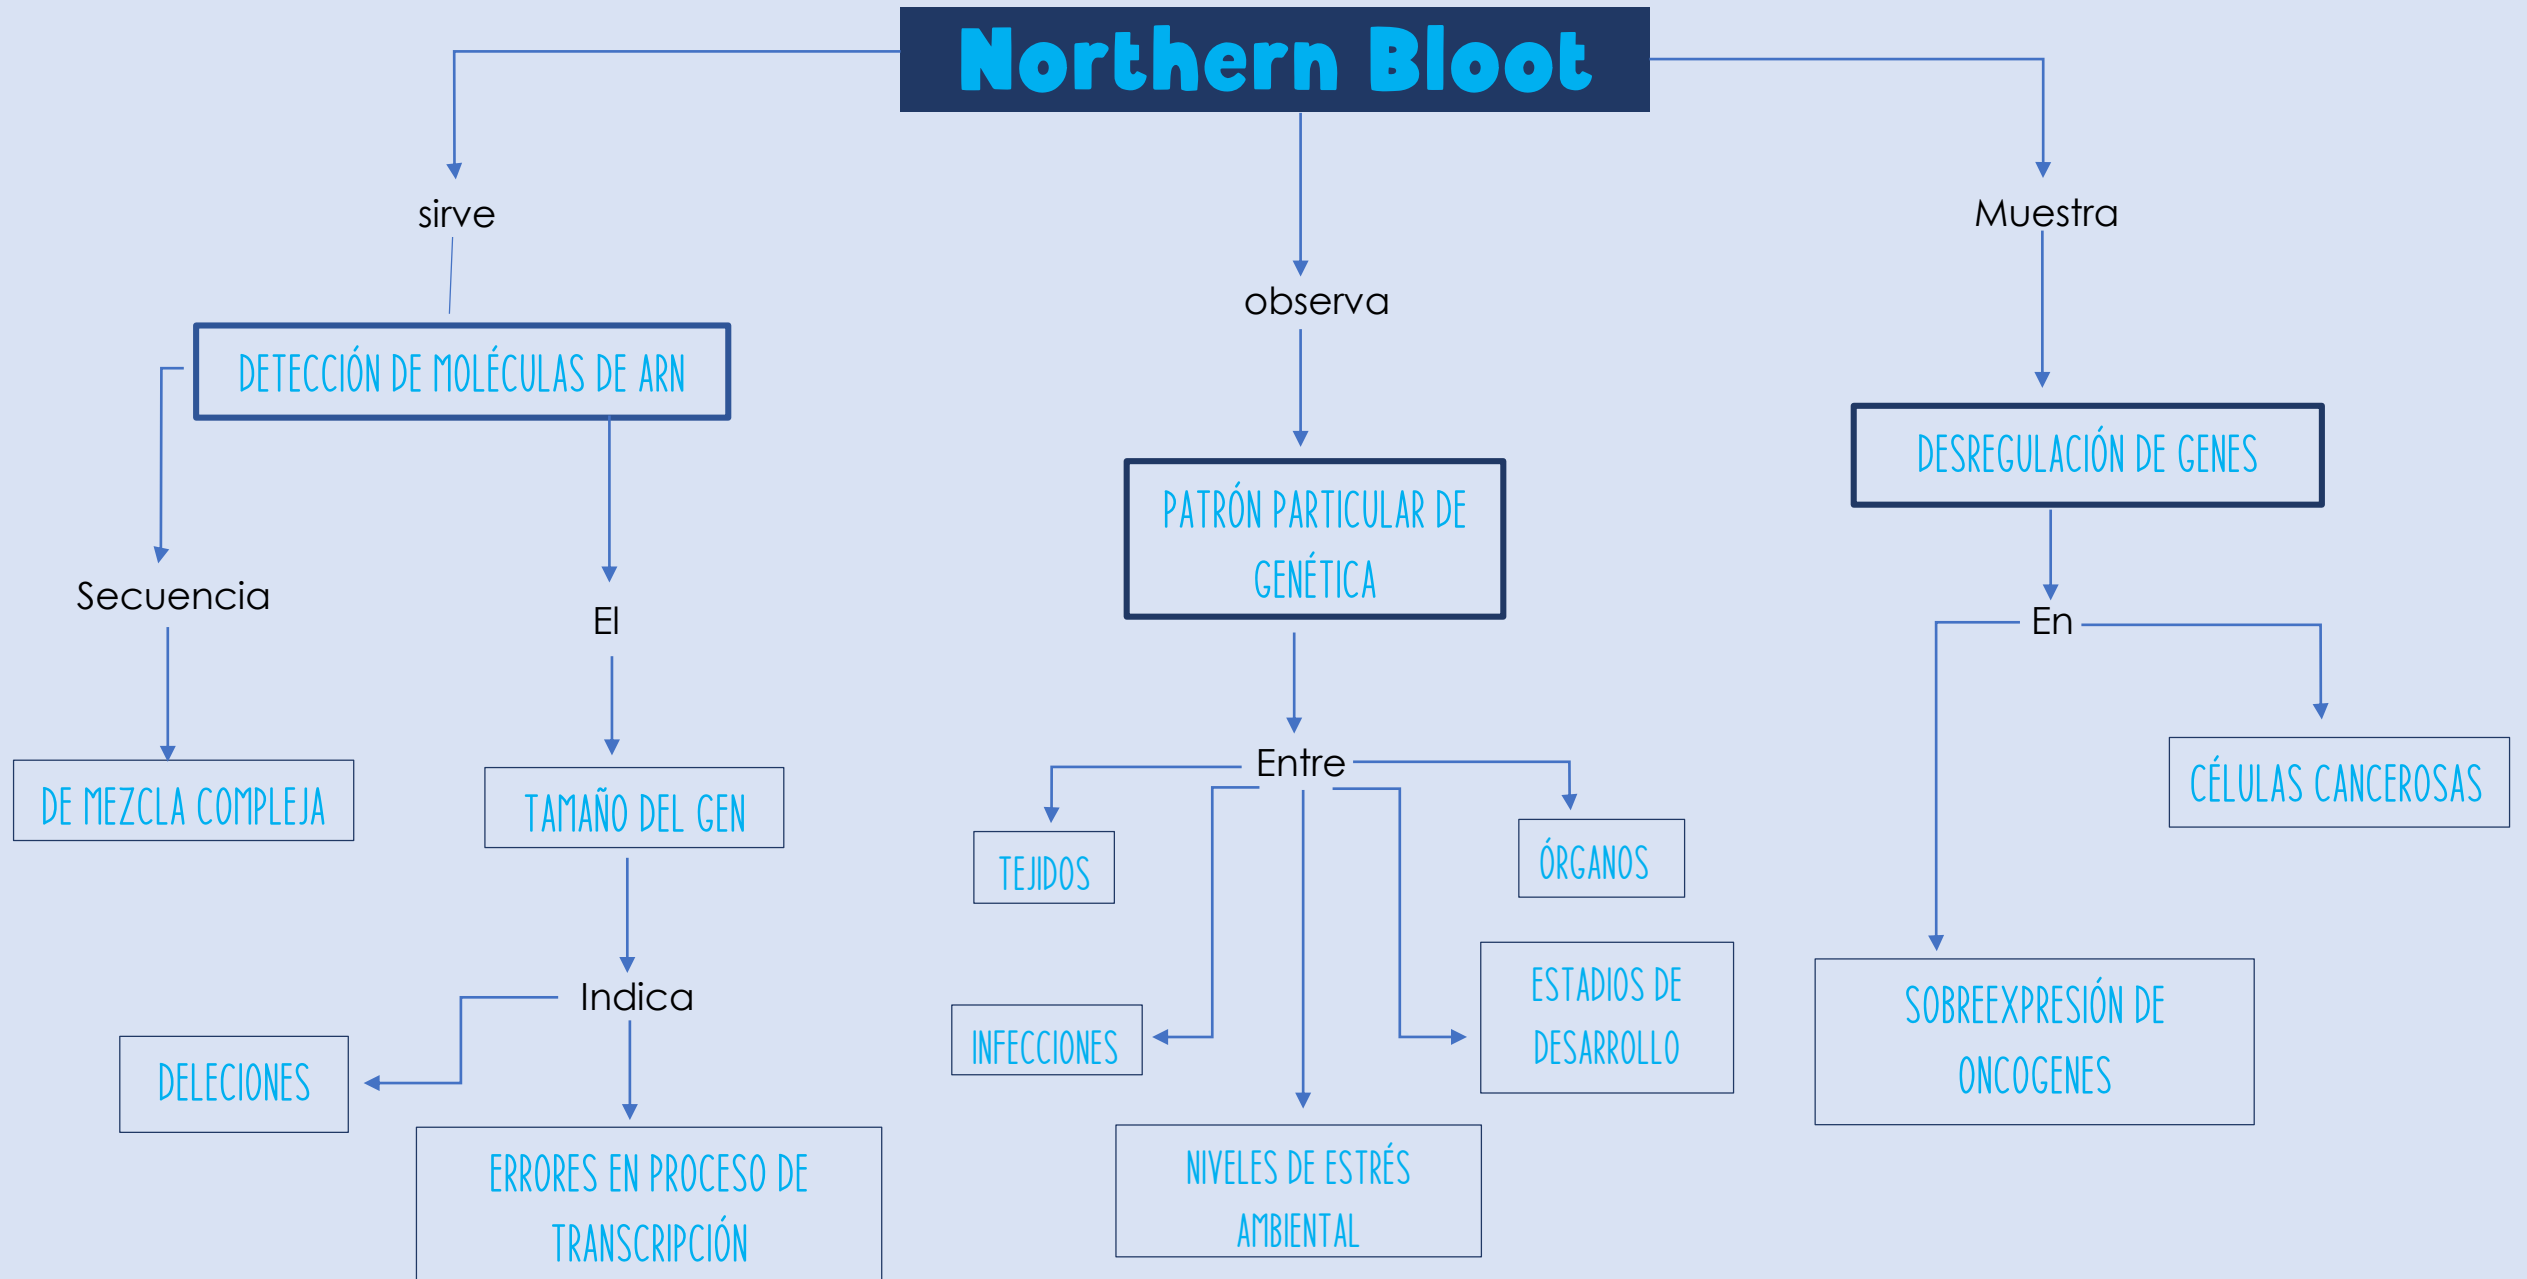 Northern Bloot
sirve
Muestra
observa
DETECCIÓN DE MOLÉCULAS DE ARN
DESREGULACIÓN DE GENES
PATRÓN PARTICULAR DE
GENÉTICA
Secuencia
El
En
Entre
DE MEZCLA COMPLEJA
TAMAÑO DEL GEN
CÉLULAS CANCEROSAS
TEJIDOS
ÓRGANOS
Indica
ESTADIOS DE
DESARROLLO
SOBREEXPRESIÓN DE
ONCOGENES
INFECCIONES
DELECIONES
ERRORES EN PROCESO DE
TRANSCRIPCIÓN
NIVELES DE ESTRÉS
AMBIENTAL